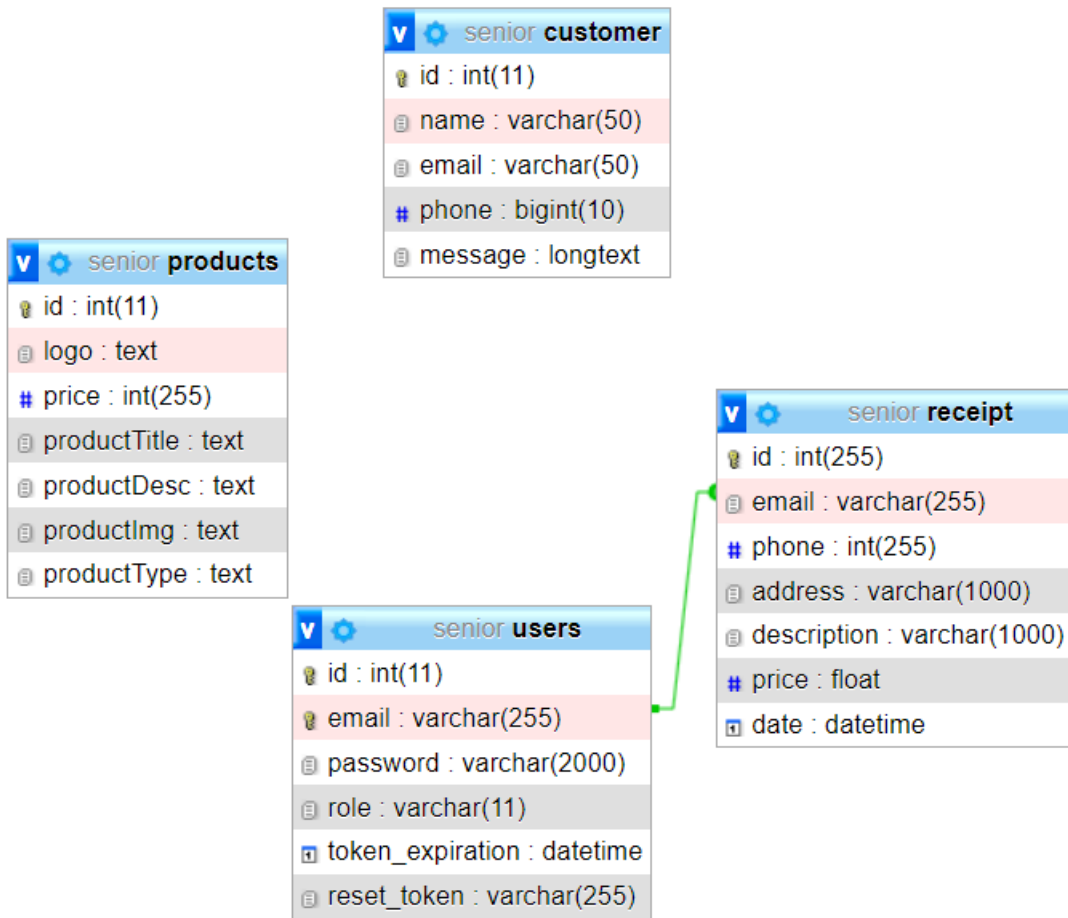 v senior customer
id : int(11)
name : varchar(50)
email : varchar(50)
# phone : bigint(10)
message : longtext
v senior products
id : int(11)
logo : text
# price : int(255)
productTitle : text
productDesc : text
productImg : text
productType : text
v senior receipt
id : int(255)
email : varchar(255)
# phone : int(255)
address : varchar(1000)
description : varchar(1000)
# price : float
date : datetime
v senior users
id : int(11)
email : varchar(255)
password : varchar(2000)
role : varchar(11)
token_expiration : datetime
reset_token : varchar(255)